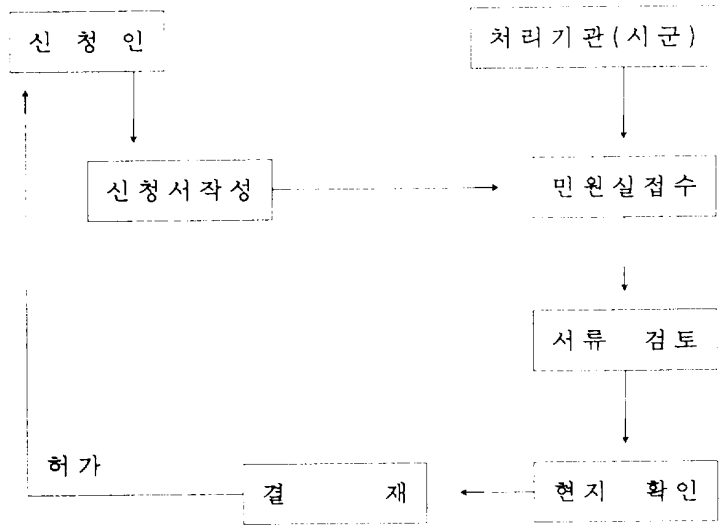 신 청 인
처리기관(시군)
신청서작성
민원실접수
서류 검토
허가
결 재
현지 확인